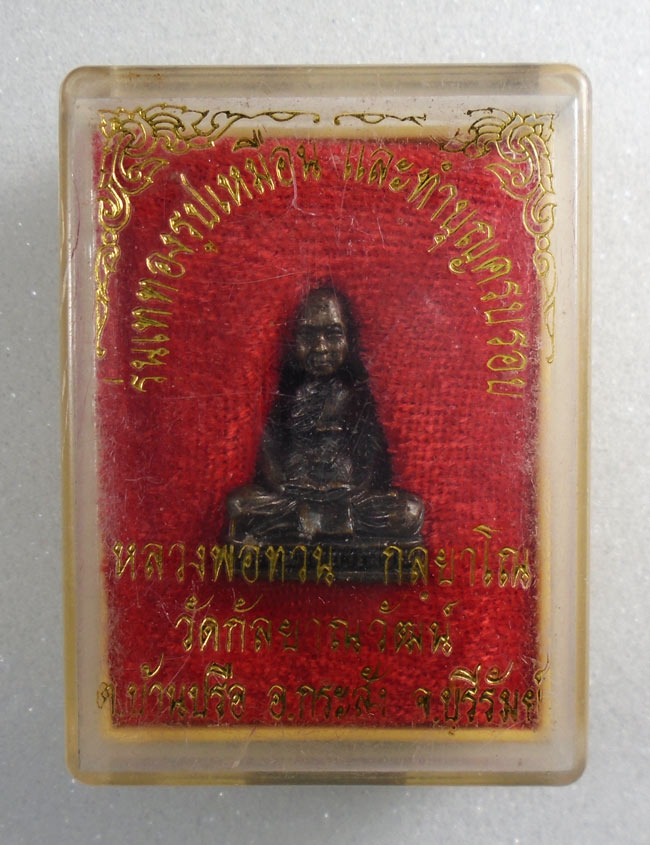 รุ่นเททองรูปเหมือน และทำบุญครบรอบ
หลวงพ่อทวน กลฺยาโณ
วัดกัลยาณวัฒน์
ต.บ้านปรือ อ.กระสัง จ.บุรีรัมย์